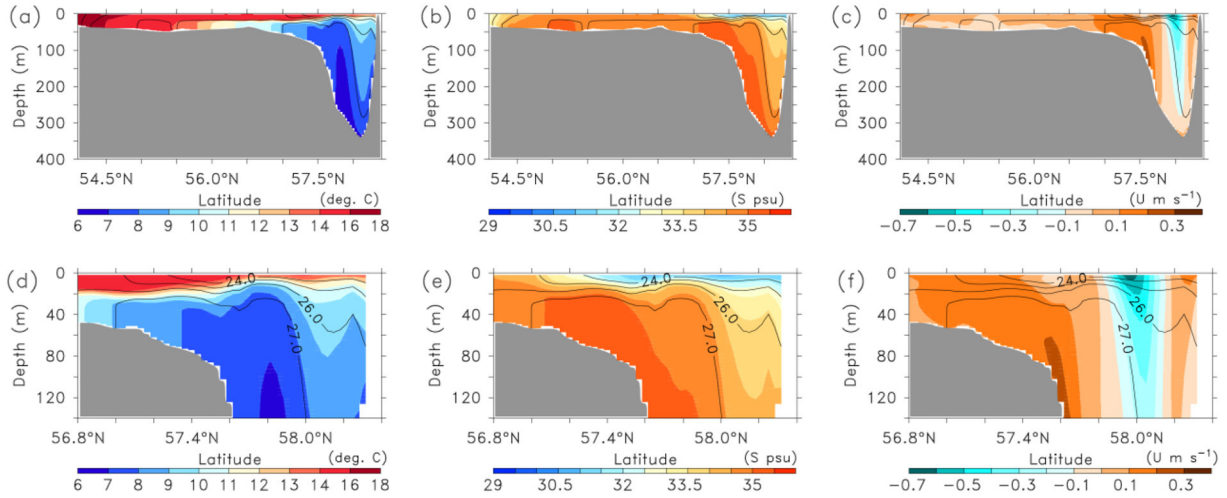 (a) 0 100 200 300 400 Depth (m) 54.5°N 56.0°N 57.5°N
Latitude (deg. C)
6 7 8 9 10 11 12 13 14 16 18
(b) 0 100 200 300 400 Depth (m) 54.5°N 56.0°N 57.5°N
Latitude (S psu)
29 30.5 32 33.5 35
(c) 0 100 200 300 400 Depth (m) 54.5°N 56.0°N 57.5°N
Latitude (U m s⁻¹)
−0.7 −0.5 −0.3 −0.1 0.1 0.3
(d) 0 40 80 120 Depth (m) 24.0 26.0 27.0 56.8°N 57.4°N 58.0°N
Latitude (deg. C)
6 7 8 9 10 11 12 13 14 16 18
(e) 0 40 80 120 Depth (m) 24.0 26.0 27.0 56.8°N 57.4°N 58.0°N
Latitude (S psu)
29 30.5 32 33.5 35
(f) 0 40 80 120 Depth (m) 24.0 26.0 27.0 56.8°N 57.4°N 58.0°N
Latitude (U m s⁻¹)
−0.7 −0.5 −0.3 −0.1 0.1 0.3